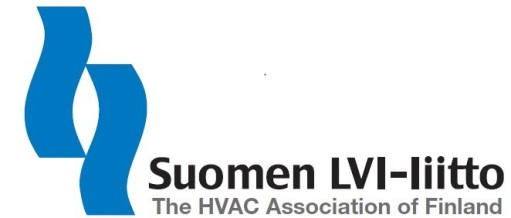 Suomen LVI-liitto
The HVAC Association of Finland